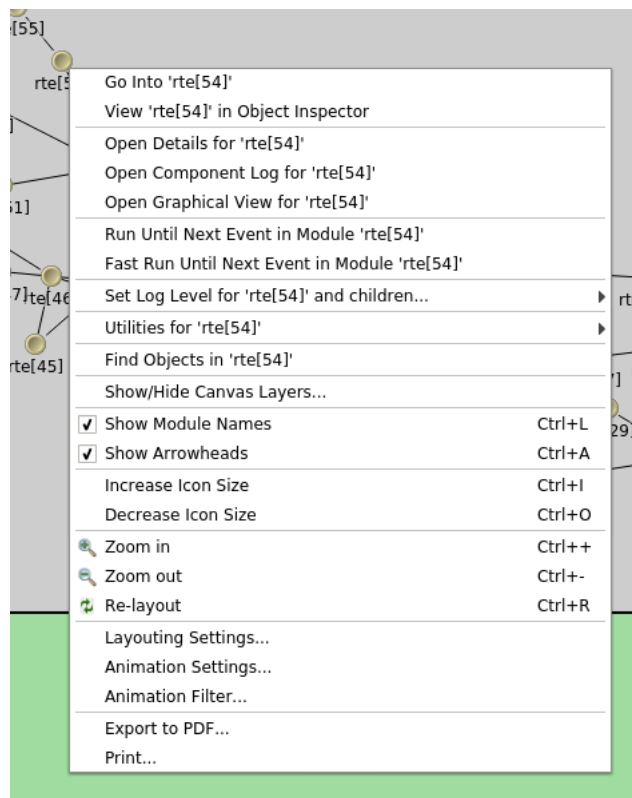 [55]
Go Into 'rte[54]'
View 'rte[54]' in Object Inspector
Open Details for 'rte[54]'
Open Component Log for 'rte[54]'
Open Graphical View for 'rte[54]'
51]
Run Until Next Event in Module 'rte[54]'
Fast Run Until Next Event in Module 'rte[54]'
Set Log Level for 'rte[54]' and children...
rte[46
Utilities for 'rte[54]'
Find Objects in 'rte[54]'
rte[45]
Show/Hide Canvas Layers...
Show Module Names Ctrl+L
Show Arrowheads Ctrl+A
Increase Icon Size Ctrl+I
Decrease Icon Size Ctrl+O
Zoom in Ctrl++
Zoom out Ctrl+-
Re-layout Ctrl+R
Layouting Settings...
Animation Settings...
Animation Filter...
Export to PDF...
Print...